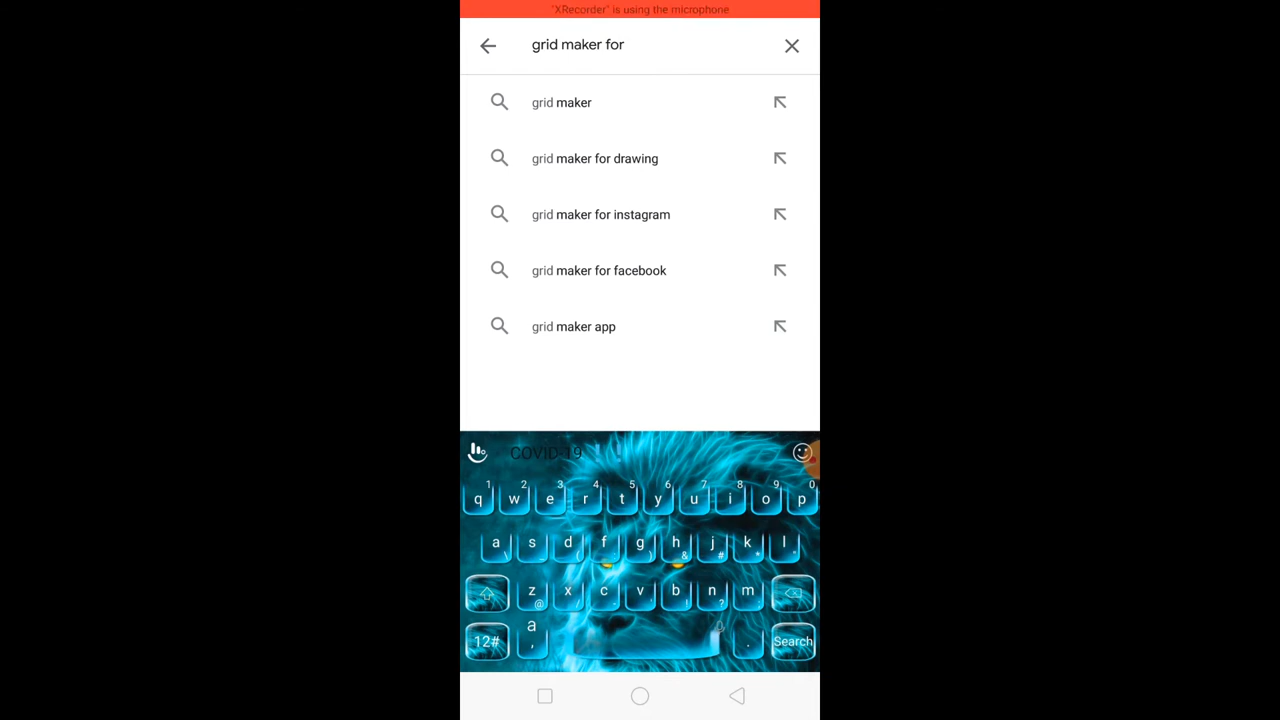 "XRecorder" is using the microphone
grid maker for
grid maker
grid maker for drawing
grid maker for instagram
grid maker for facebook
grid maker app
COVID-19
1 2 3 4 5 6 7 8 9 0
q w e r t y u i o p
a s d f g h j k l
\ _ ( : ) & # * "
z x c v b n m
@ / - ' ! ? ;
12# a , . Search